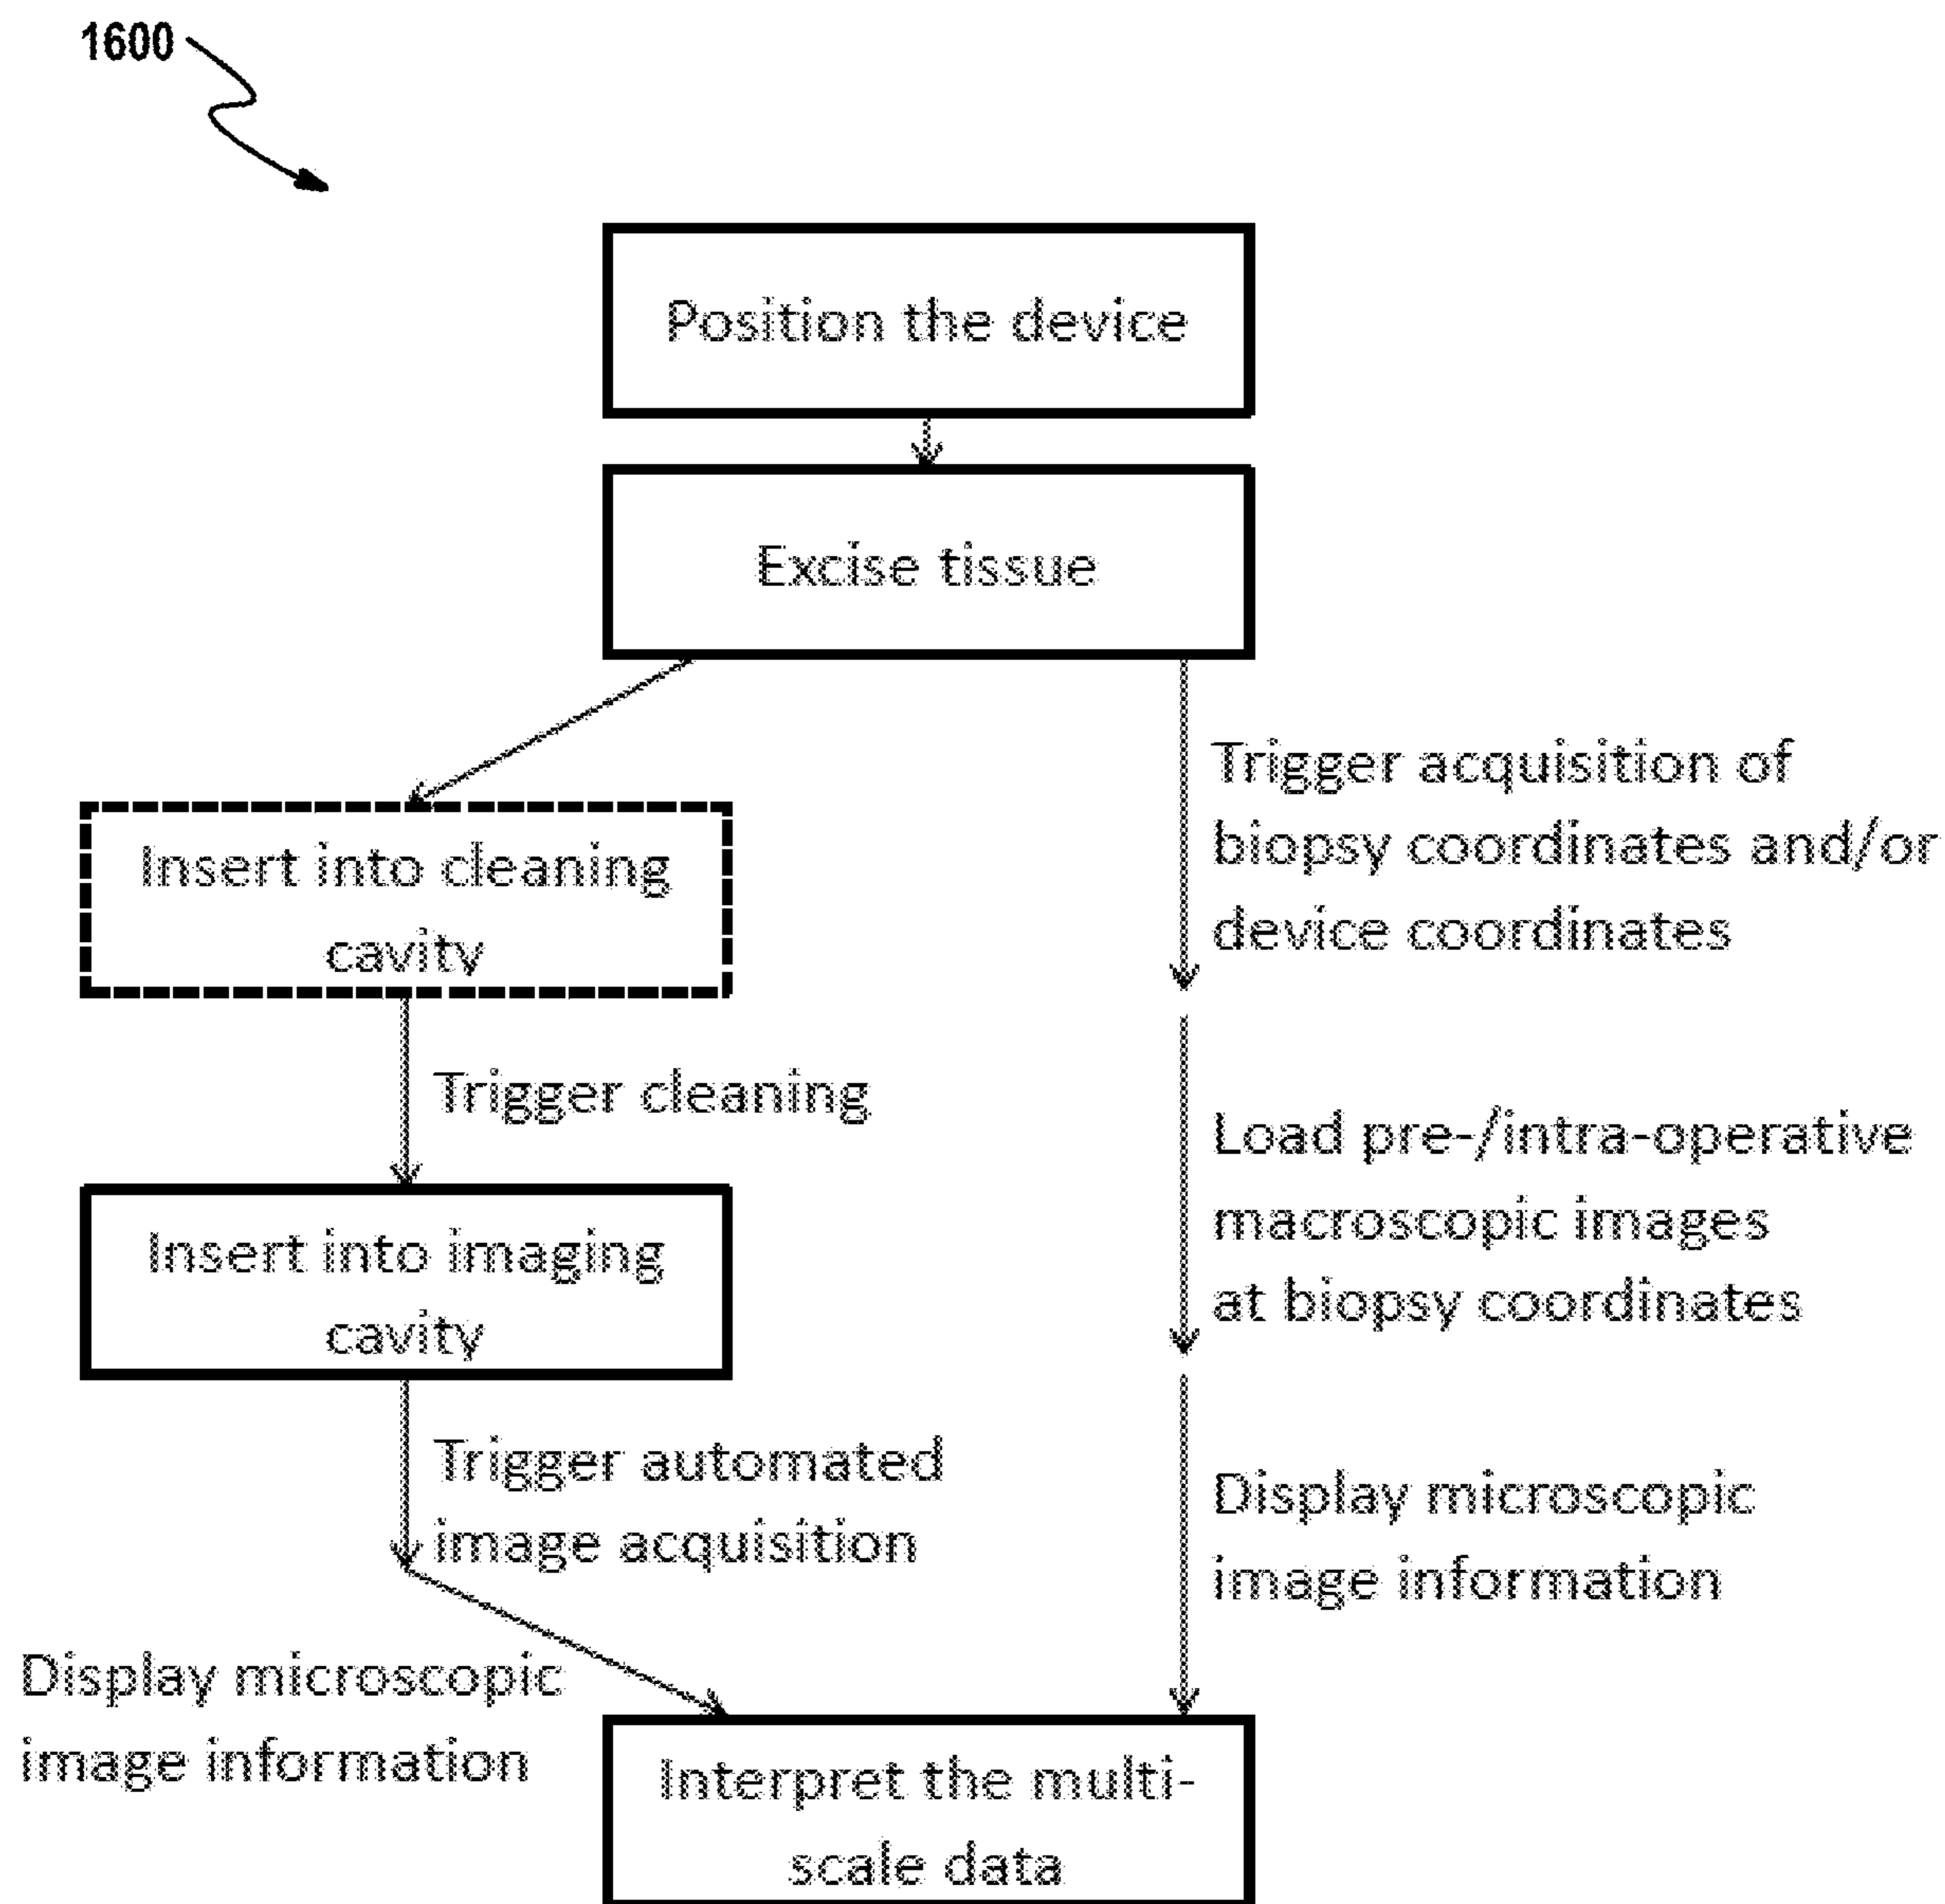 1600
Position the device
Excise tissue
Insert into cleaning
cavity
Trigger acquisition of
biopsy coordinates and/or
device coordinates
Trigger cleaning
Load pre-/intra-operative
macroscopic images
at biopsy coordinates
Insert into imaging
cavity
Trigger automated
image acquisition
Display microscopic
image information
Display microscopic
image information
Interpret the multi-
scale data